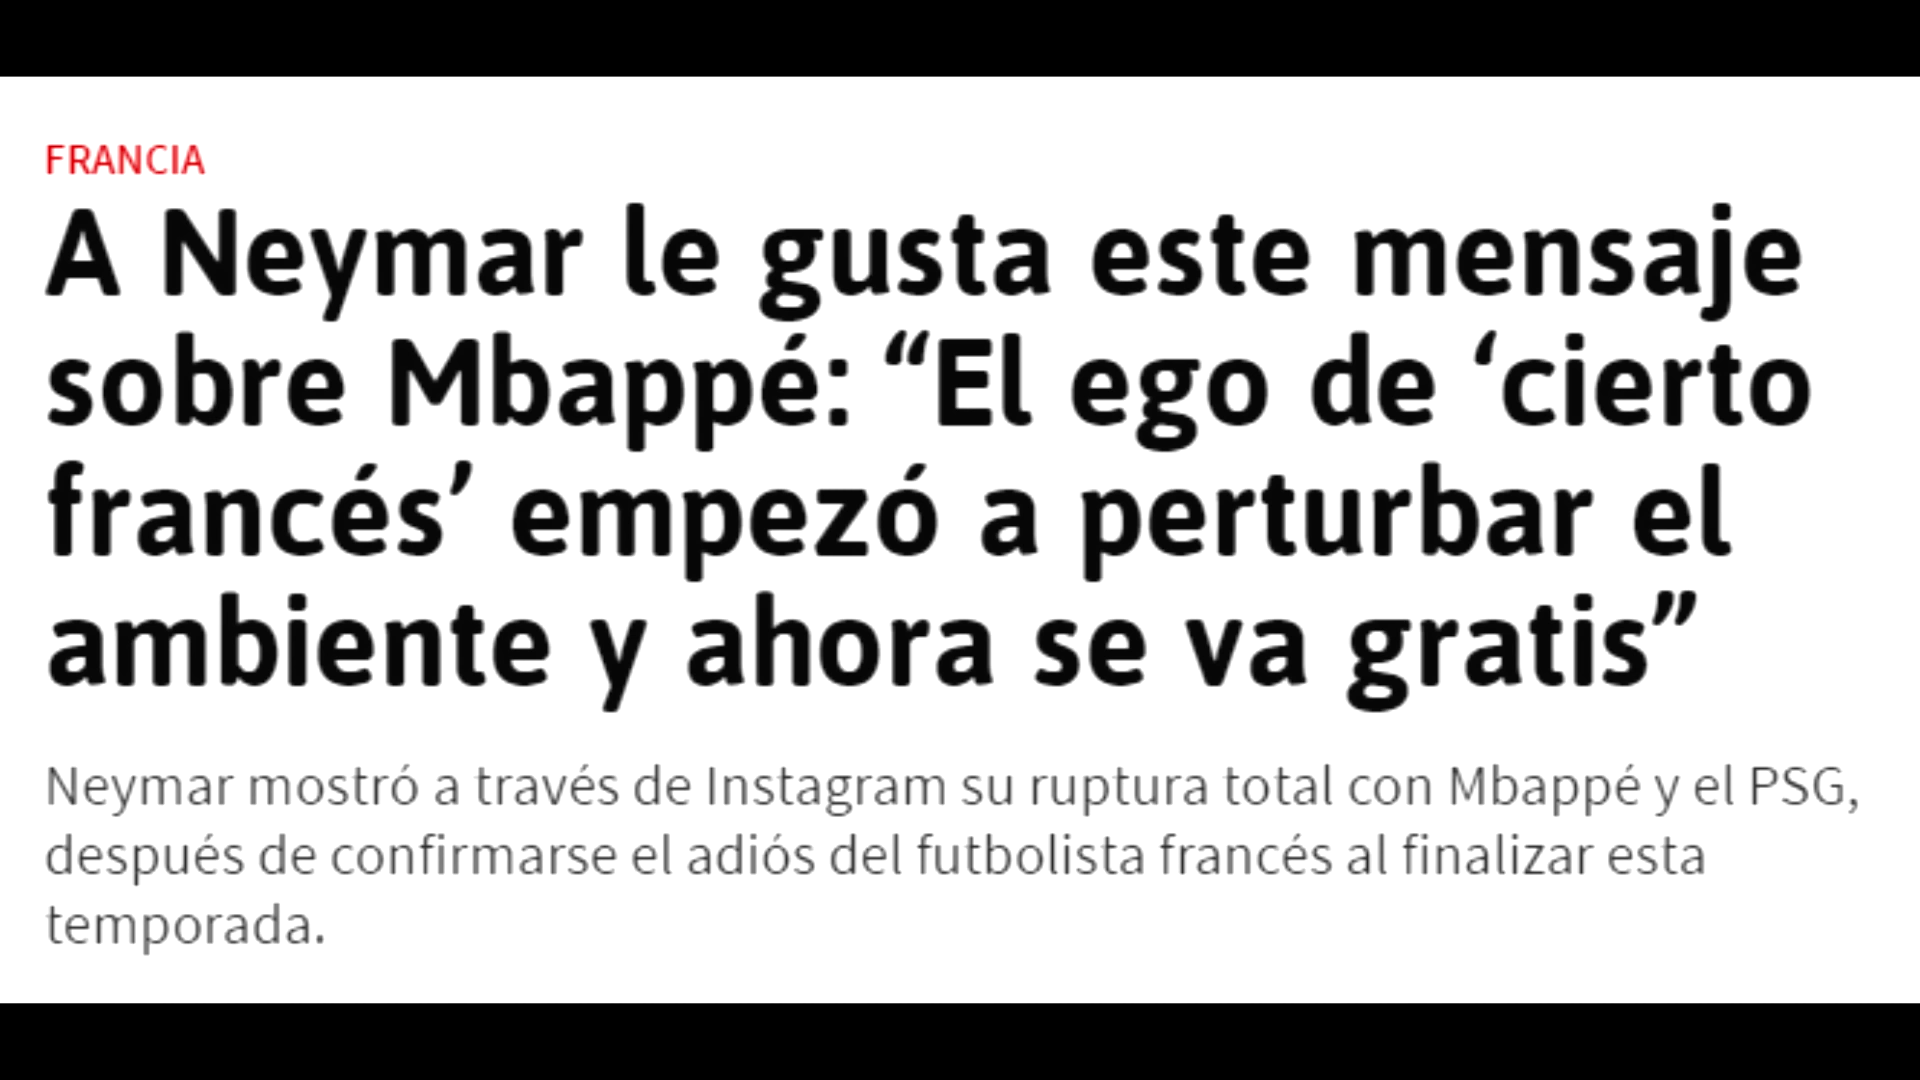 FRANCIA
A Neymar le gusta este mensaje
sobre Mbappé: “El ego de ‘cierto
francés’ empezó a perturbar el
ambiente y ahora se va gratis”
Neymar mostró a través de Instagram su ruptura total con Mbappé y el PSG,
después de confirmarse el adiós del futbolista francés al finalizar esta
temporada.